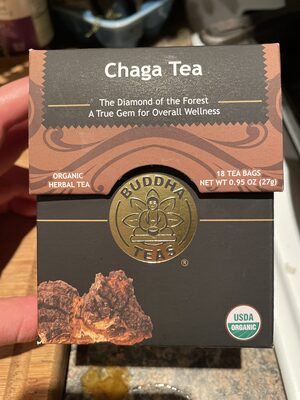 Chaga Tea
The Diamond of the Forest
A True Gem for Overall Wellness
ORGANIC
HERBAL TEA
18 TEA BAGS
NET WT 0.95 OZ (27g)
BUDDHA
TEAS
®
USDA
ORGANIC